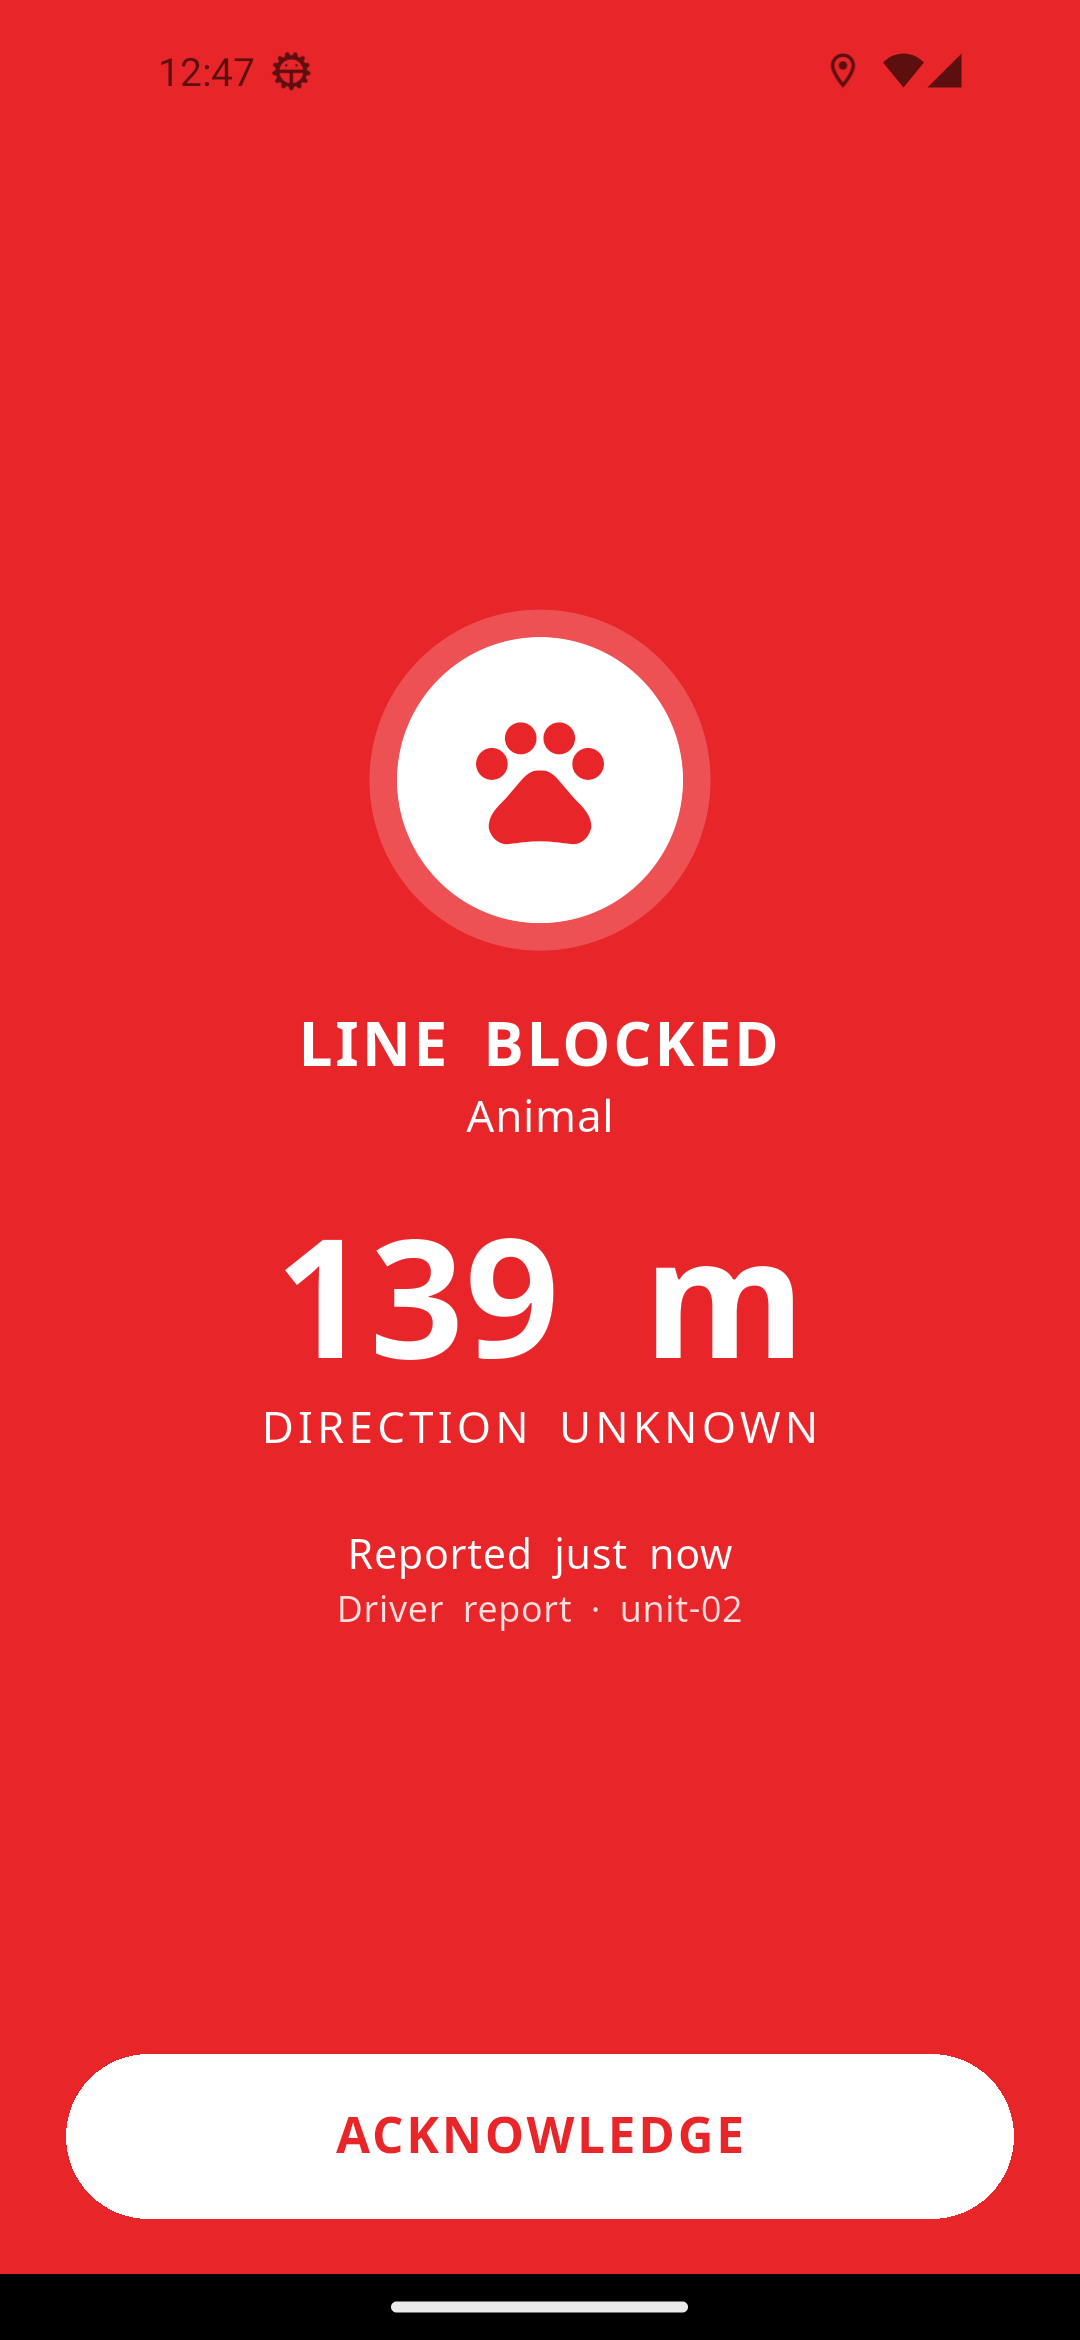 12:47
LINE BLOCKED
Animal
139 m
DIRECTION UNKNOWN
Reported just now
Driver report · unit-02
ACKNOWLEDGE